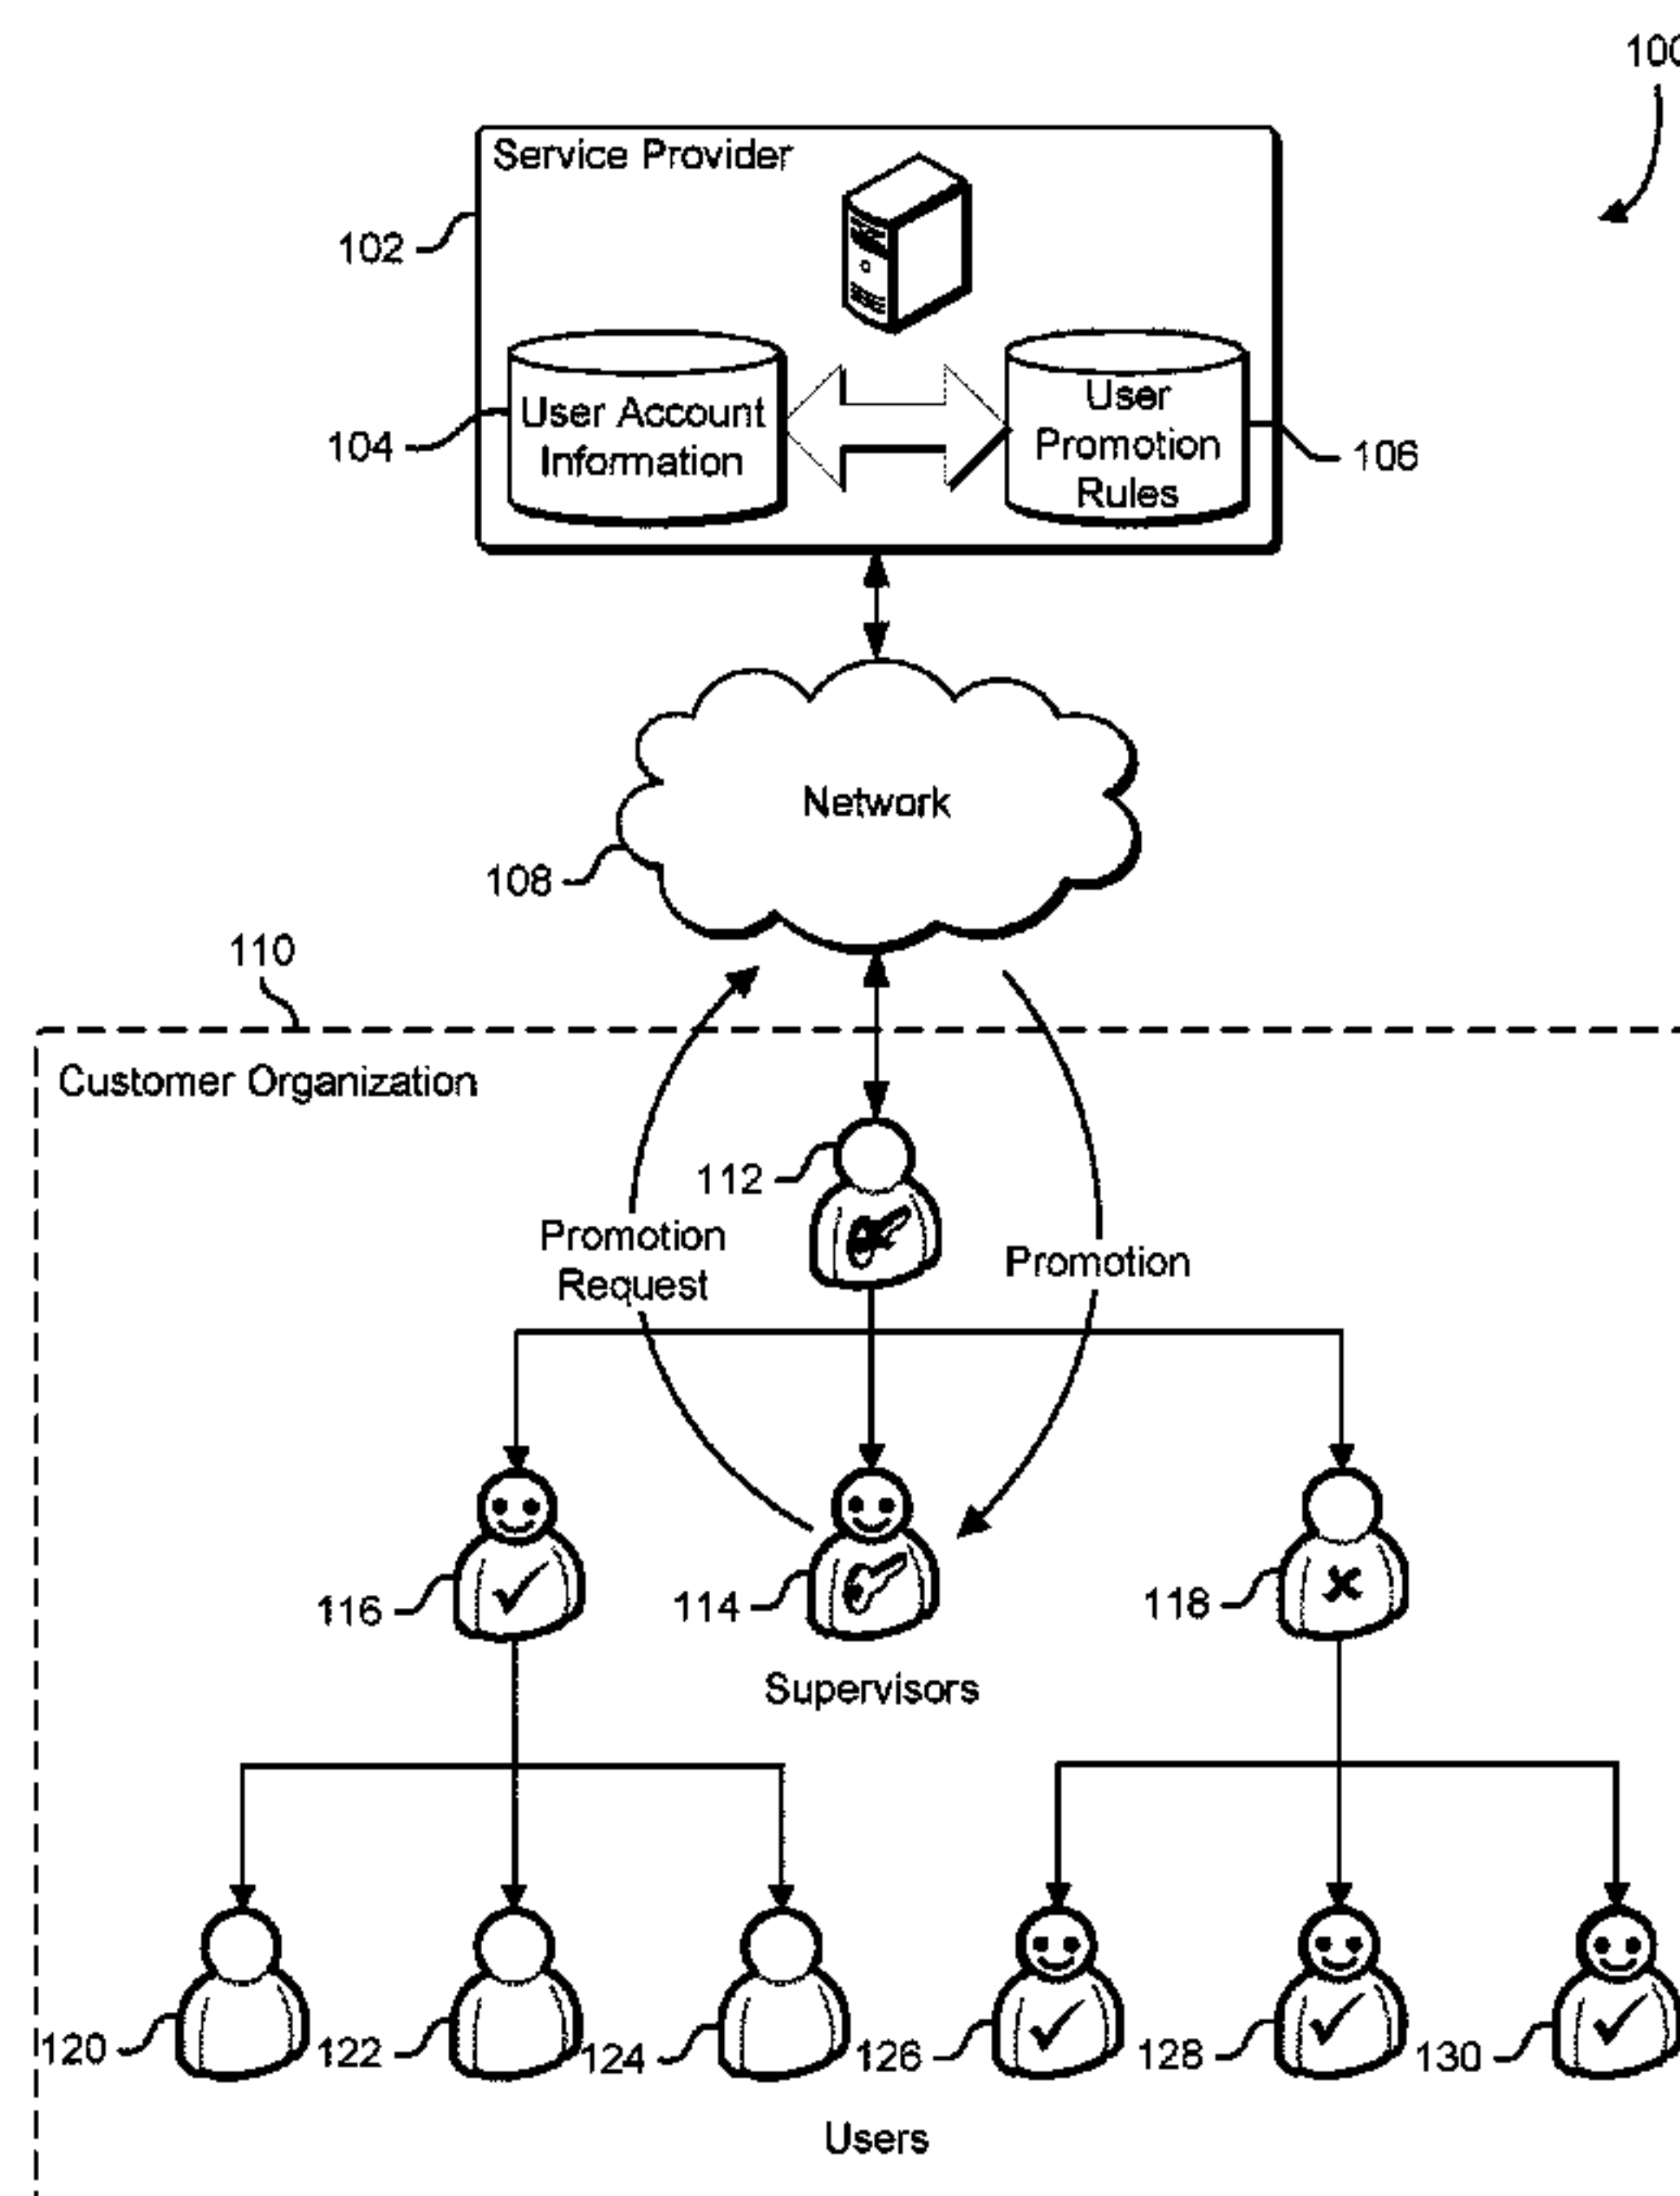 100
Service Provider
102
User Account
Information
104
User
Promotion
Rules
106
Network
108
110
Customer Organization
112
Promotion
Request
Promotion
116
114
118
Supervisors
120
122
124
126
128
130
Users